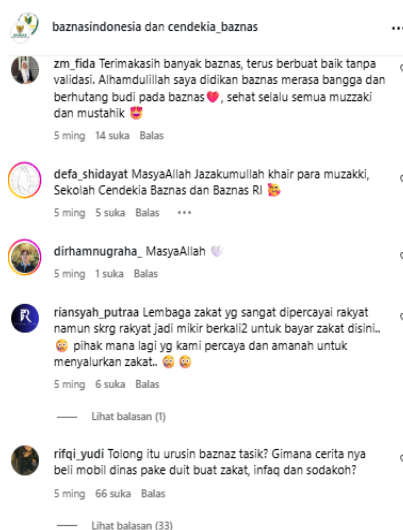 baznasindonesia dan cendekia_baznas
zm_fida Terimakasih banyak baznas, terus berbuat baik tanpa
validasi. Alhamdulillah saya didikan baznas merasa bangga dan
berhutang budi pada baznas❤️, sehat selalu semua muzzaki
dan mustahik 😍
5 ming 14 suka Balas
defa_shidayat MasyaAllah Jazakumullah khair para muzakki,
Sekolah Cendekia Baznas dan Baznas RI 🥰
5 ming 5 suka Balas
dirhamnugraha_ MasyaAllah 🤍
5 ming 1 suka Balas
riansyah_putraa Lembaga zakat yg sangat dipercayai rakyat
namun skrg rakyat jadi mikir berkali2 untuk bayar zakat disini..
😜 pihak mana lagi yg kami percaya dan amanah untuk
menyalurkan zakat.. 😜 😜
5 ming 6 suka Balas
Lihat balasan (1)
rifqi_yudi Tolong itu urusin baznaz tasik? Gimana cerita nya
beli mobil dinas pake duit buat zakat, infaq dan sodakoh?
5 ming 66 suka Balas
Lihat balasan (33)